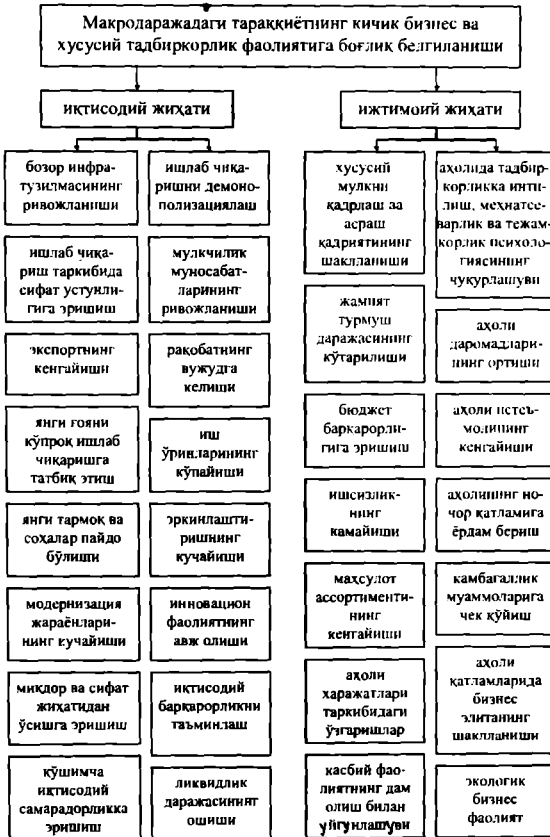 Макродаражадаги тараққиётнинг кичик бизнес ва
хусусий тадбиркорлик фаолиятига боғлиқ белгиланиши
иқтисодий жиҳати
бозор инфра-
тузилмасининг
ривожланиши
ишлаб чиқа-
ришни демоно-
полизациялаш
ишлаб чиқа-
риш таркибида
сифат устунли-
гига эришиш
мулкчилик
муносабат-
ларининг
ривожланиши
экспортнинг
кенгайиши
рақобатнинг
вужудга
келиши
янги ғояни
кўпроқ ишлаб
чиқаришга
татбиқ этиш
иш
ўринларининг
кўпайиши
янги тармоқ ва
соҳалар пайдо
бўлиши
эркинлашти-
ришнинг
кучайиши
модернизация
жараёнлари-
нинг кучайиши
инновацион
фаолиятнинг
авж олиши
миқдор ва сифат
жиҳатидан
ўсишга эришиш
иқтисодий
барқарорликни
таъминлаш
қўшимча
иқтисодий
самарадорликка
эришиш
ликвидлик
даражасининг
ошиши
ижтимоий жиҳати
хусусий
мулкни
қадрлаш ва
асраш
қадриятининг
шаклланиши
аҳолида тадбир-
корликка инти-
лиш, меҳнатсе-
варлик ва тежам-
корлик психоло-
гиясининг
чуқурлашуви
жамият
турмуш
даражасининг
кўтарилиши
аҳоли
даромадлари-
нинг ортиши
бюджет
барқарорли-
гига эришиш
аҳоли истеъ-
молининг
кенгайиши
ишсизлик-
нинг
камайиши
аҳолининг но-
чор қатламига
ёрдам бериш
маҳсулот
ассортименти-
нинг
кенгайиши
камбағаллик
муаммоларига
чек қўйиш
аҳоли
харажатлари
таркибидаги
ўзгаришлар
аҳоли
қатламларида
бизнес
элитанинг
шаклланиши
касбий фао-
лиятнинг дам
олиш билан
уйғунлашуви
экологик
бизнес
фаолият